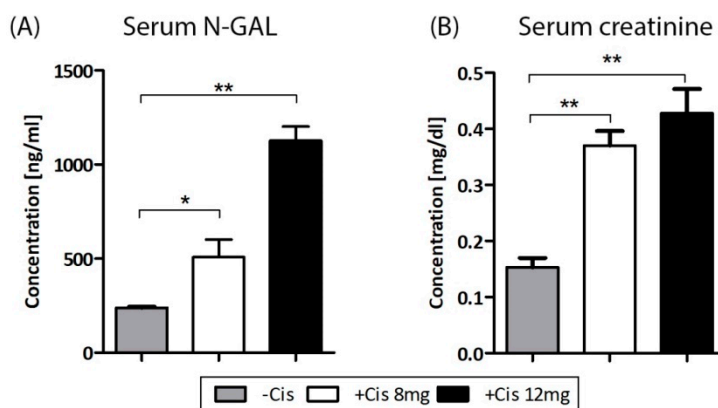 (A) Serum N-GAL
(B) Serum creatinine
Concentration [ng/ml]
1500
1000
500
0
*
**
Concentration [mg/dl]
0.5
0.4
0.3
0.2
0.1
0.0
**
**
-Cis +Cis 8mg +Cis 12mg